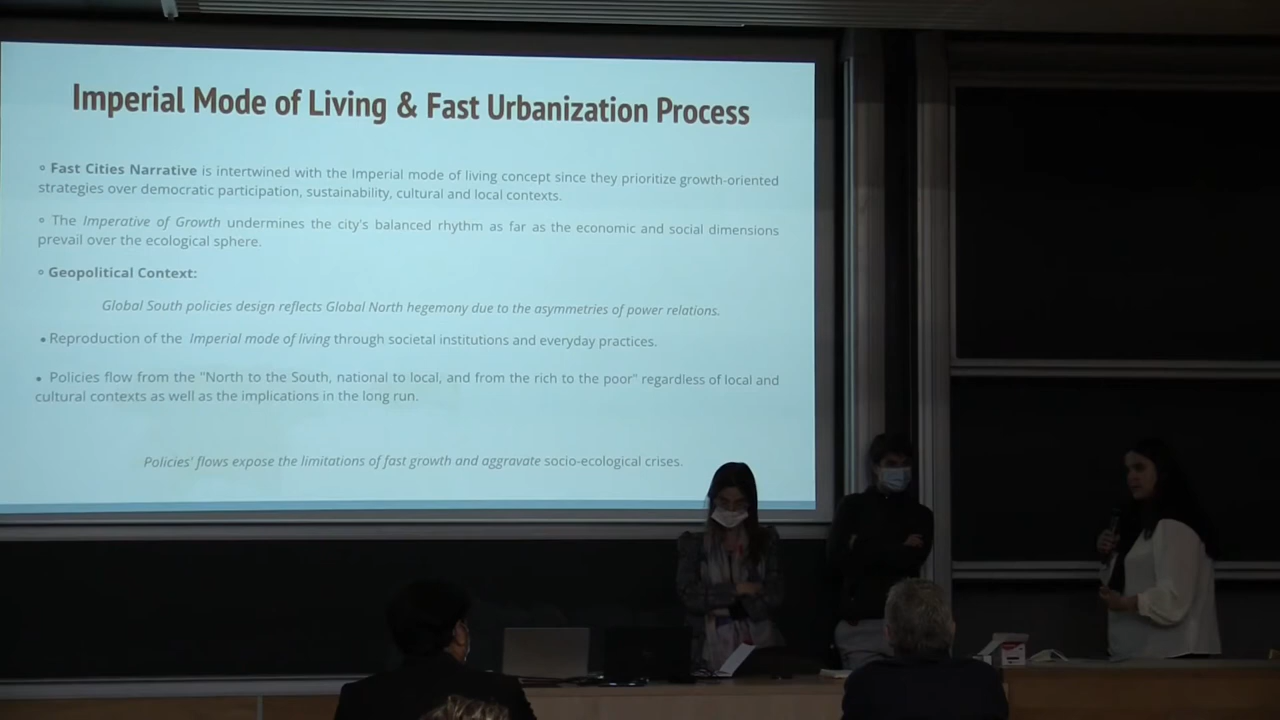 Imperial Mode of Living & Fast Urbanization Process
∘ Fast Cities Narrative is intertwined with the Imperial mode of living concept since they prioritize growth-oriented
strategies over democratic participation, sustainability, cultural and local contexts.
∘ The Imperative of Growth undermines the city's balanced rhythm as far as the economic and social dimensions
prevail over the ecological sphere.
∘ Geopolitical Context:
Global South policies design reflects Global North hegemony due to the asymmetries of power relations.
• Reproduction of the Imperial mode of living through societal institutions and everyday practices.
• Policies flow from the "North to the South, national to local, and from the rich to the poor" regardless of local and
cultural contexts as well as the implications in the long run.
Policies' flows expose the limitations of fast growth and aggravate socio-ecological crises.